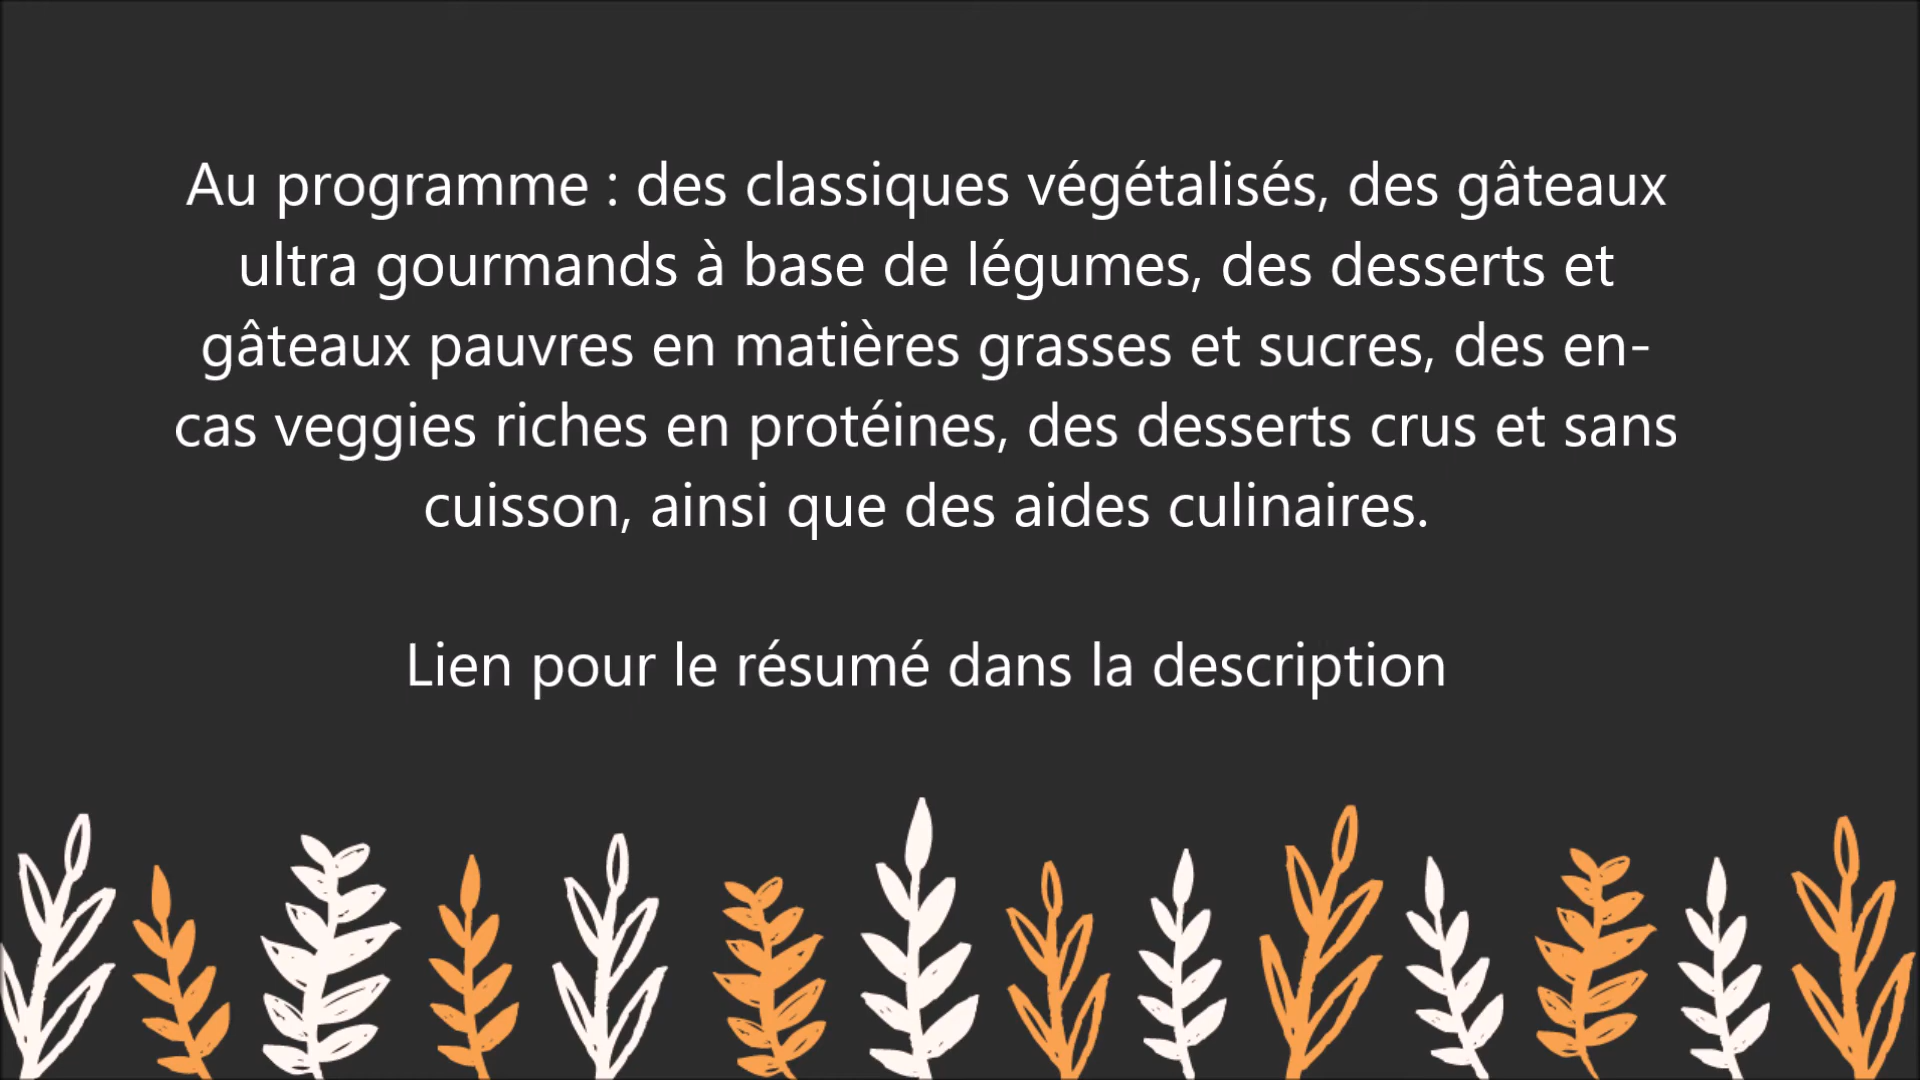 Au programme : des classiques végétalisés, des gâteaux
ultra gourmands à base de légumes, des desserts et
gâteaux pauvres en matières grasses et sucres, des en-
cas veggies riches en protéines, des desserts crus et sans
cuisson, ainsi que des aides culinaires.
Lien pour le résumé dans la description